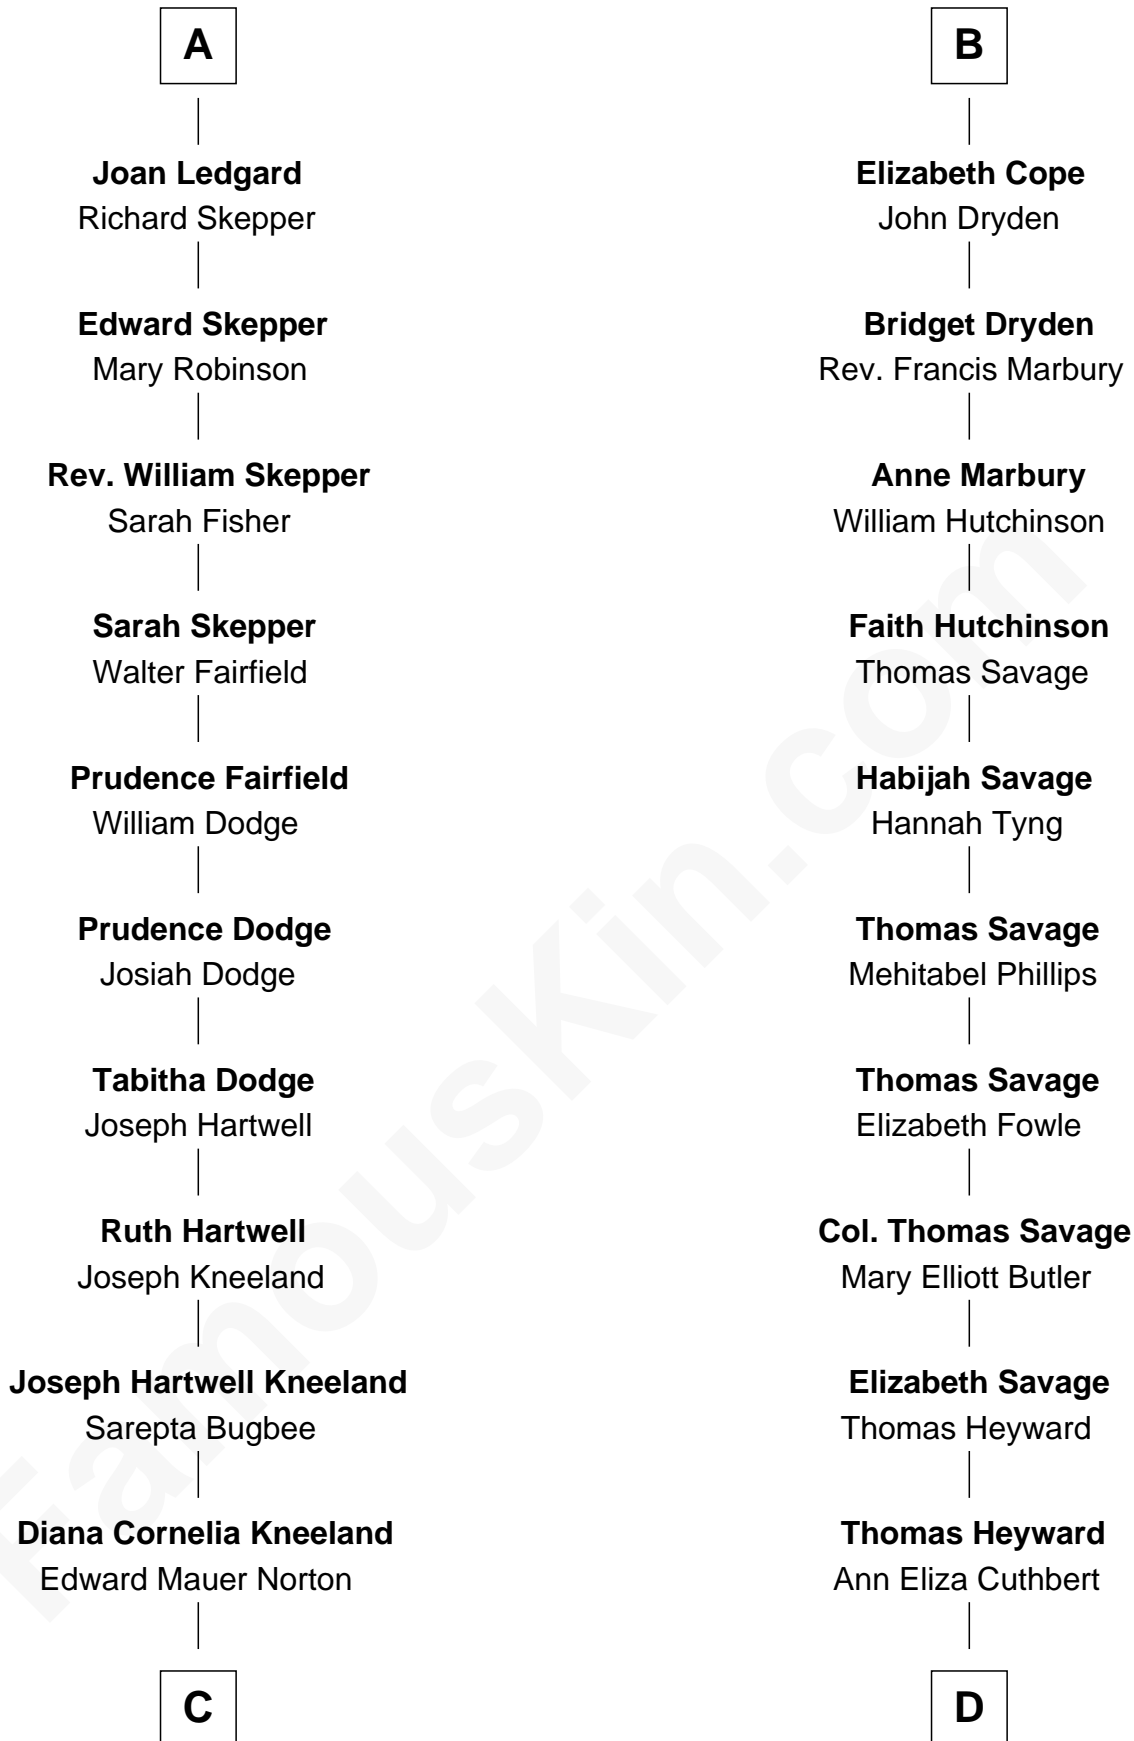 A
Joan Ledgard
Richard Skepper
Edward Skepper
Mary Robinson
Rev. William Skepper
Sarah Fisher
Sarah Skepper
Walter Fairfield
Prudence Fairfield
William Dodge
Prudence Dodge
Josiah Dodge
Tabitha Dodge
Joseph Hartwell
Ruth Hartwell
Joseph Kneeland
Joseph Hartwell Kneeland
Sarepta Bugbee
Diana Cornelia Kneeland
Edward Mauer Norton
C
B
Elizabeth Cope
John Dryden
Bridget Dryden
Rev. Francis Marbury
Anne Marbury
William Hutchinson
Faith Hutchinson
Thomas Savage
Habijah Savage
Hannah Tyng
Thomas Savage
Mehitabel Phillips
Thomas Savage
Elizabeth Fowle
Col. Thomas Savage
Mary Elliott Butler
Elizabeth Savage
Thomas Heyward
Thomas Heyward
Ann Eliza Cuthbert
D
FamousKin.com